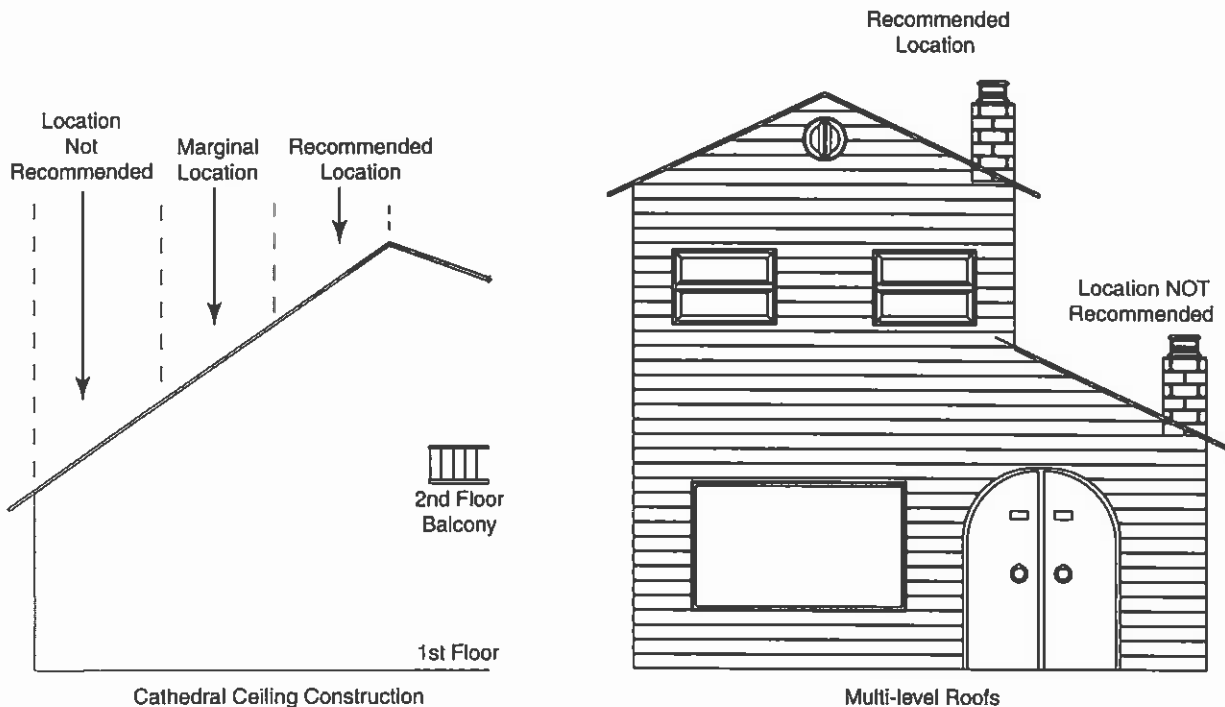 Location
Not
Recommended
Marginal
Location
Recommended
Location
2nd Floor
Balcony
1st Floor
Cathedral Ceiling Construction
Recommended
Location
Location NOT
Recommended
Multi-level Roofs